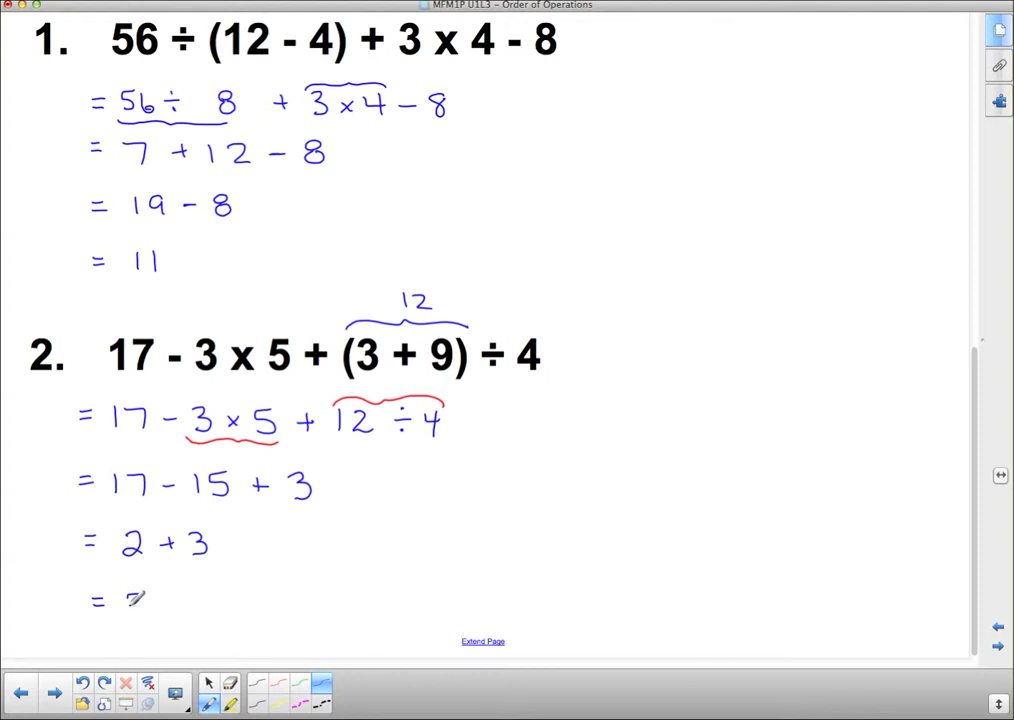 MFM1P U1L3 – Order of Operations
1. 56 ÷ (12 - 4) + 3 x 4 - 8
= 56 ÷ 8 + 3 × 4 - 8
= 7 + 12 - 8
= 19 - 8
= 11
12
2. 17 - 3 x 5 + (3 + 9) ÷ 4
= 17 - 3 × 5 + 12 ÷ 4
= 17 - 15 + 3
= 2 + 3
=
Extend Page